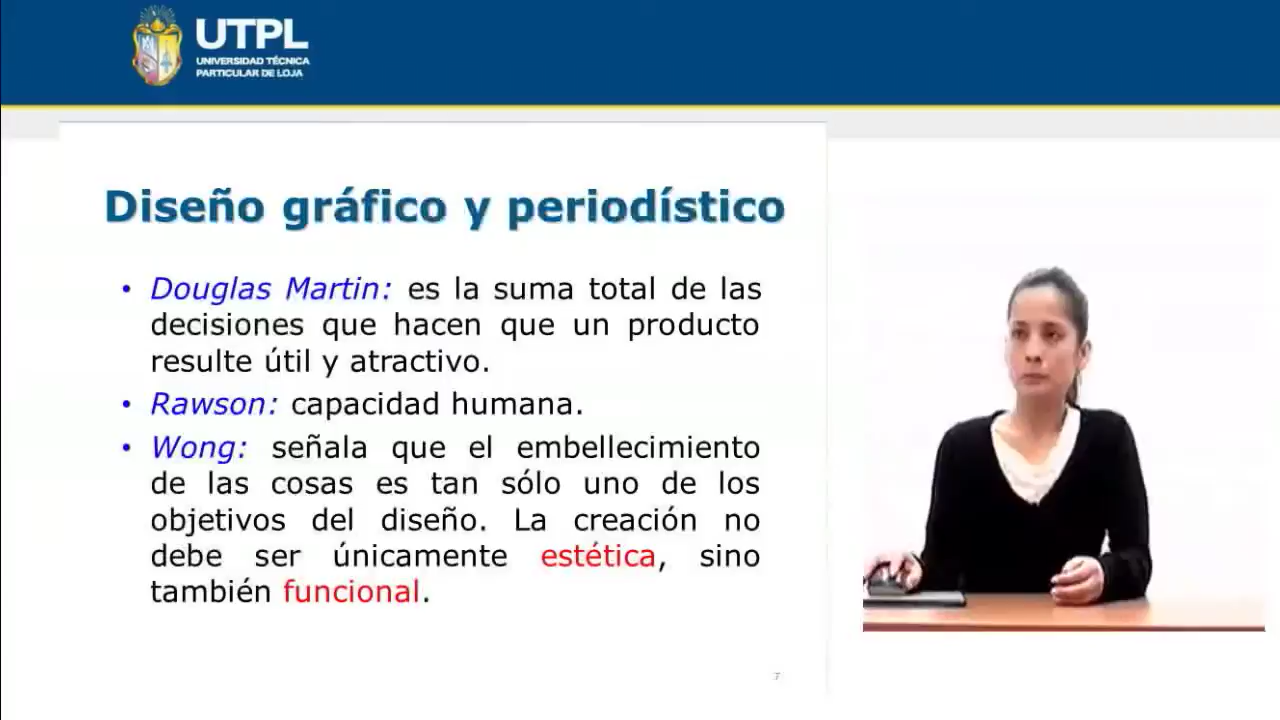 UTPL
UNIVERSIDAD TÉCNICA
PARTICULAR DE LOJA
Diseño gráfico y periodístico
• Douglas Martin: es la suma total de las
decisiones que hacen que un producto
resulte útil y atractivo.
• Rawson: capacidad humana.
• Wong: señala que el embellecimiento
de las cosas es tan sólo uno de los
objetivos del diseño. La creación no
debe ser únicamente estética, sino
también funcional.
7